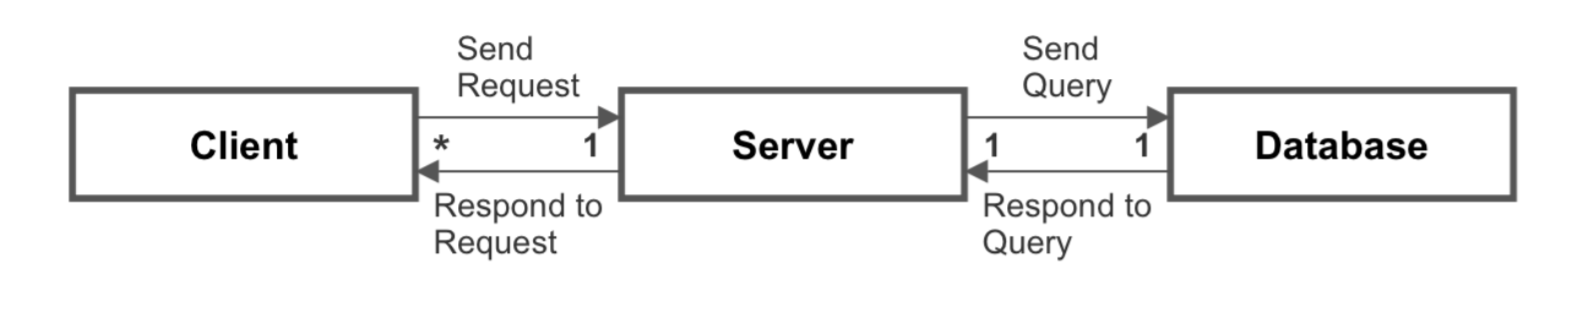 Send
Request
Send
Query
Client
*
1
Server
1
1
Database
Respond to
Request
Respond to
Query